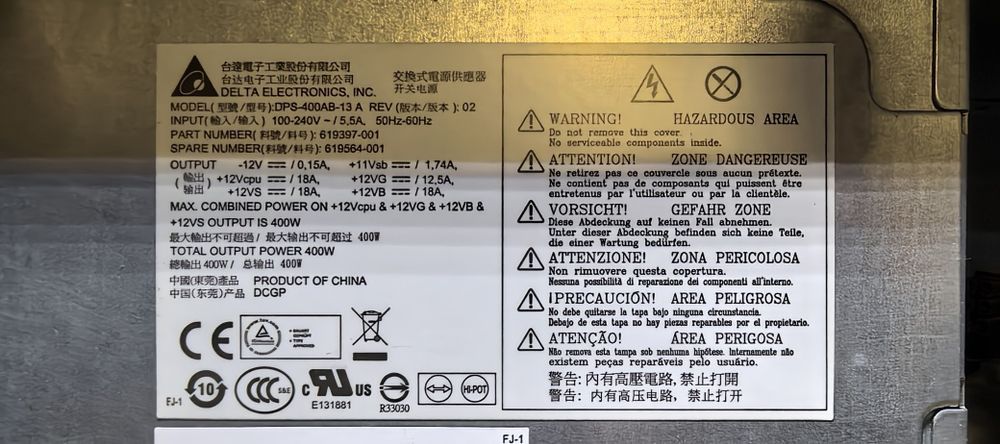 台達電子工業股份有限公司
台达电子工业股份有限公司
DELTA ELECTRONICS, INC.
交換式電源供應器
开关电源
MODEL(型號/型号):DPS-400AB-13 A REV(版本/版本): 02
INPUT(輸入/输入) 100-240V~/5,5A, 50Hz-60Hz
PART NUMBER(料號/料号): 619397-001
SPARE NUMBER(料號/料号): 619564-001
OUTPUT -12V ⎓ / 0,15A, +11Vsb ⎓ / 1,74A,
(輸出/输出) +12Vcpu ⎓ / 18A, +12VG ⎓ / 12,5A,
+12VS ⎓ / 18A, +12VB ⎓ / 18A,
MAX. COMBINED POWER ON +12Vcpu & +12VG & +12VB &
+12VS OUTPUT IS 400W
最大輸出不可超過/ 最大输出不可超过 400W
TOTAL OUTPUT POWER 400W
總輸出400W/ 总输出 400W
中國(東莞)產品 PRODUCT OF CHINA
中国(东莞)产品 DCGP
CE
FJ-1
10
CCC S&E
c RU US
E131881
R33030
HI-POT
WARNING! HAZARDOUS AREA
Do not remove this cover.
No serviceable components inside.
ATTENTION! ZONE DANGEREUSE
Ne retirez pas ce couvercle sous aucun prétexte.
Ne contient pas de composants qui puissent être
entretenus par l'utilisateur ou par la clientèle.
VORSICHT! GEFAHR ZONE
Diese Abdeckung auf keinen Fall abnehmen.
Unter dieser Abdeckung befinden sich keine Teile,
die einer Wartung bedürfen.
ATTENZIONE! ZONA PERICOLOSA
Non rimuovere questa copertura.
Nessuna possibilità di reparazione dei componenti all'interno.
¡PRECAUCIÓN! AREA PELIGROSA
No debe quitarse la tapa bajo ninguna circunstancia.
Debajo de esta tapa no hay piezas reparables por el propietario.
ATENÇÃO! ÁREA PERIGOSA
Não remova esta tampa sob nenhuma hipótese. Internamente não
existem peças reparáveis pelo usuário.
警告: 內有高壓電路, 禁止打開
警告: 内有高压电路, 禁止打开
FJ-1